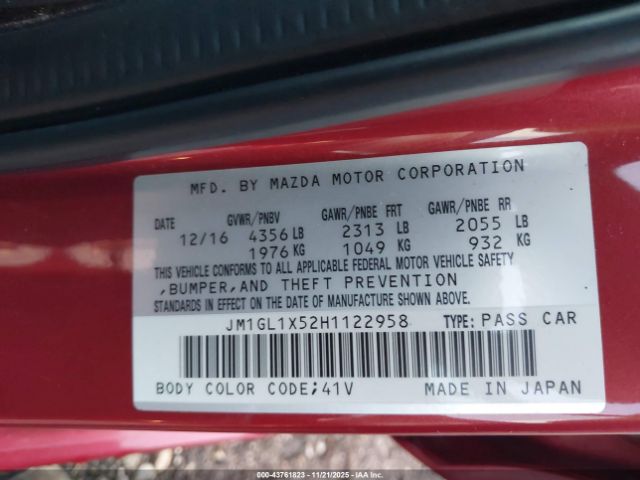 MFD. BY MAZDA MOTOR CORPORATION
DATE GVWR/PNBV GAWR/PNBE FRT GAWR/PNBE RR
12/16 4356 LB 2313 LB 2055 LB
1976 KG 1049 KG 932 KG
THIS VEHICLE CONFORMS TO ALL APPLICABLE FEDERAL MOTOR VEHICLE SAFETY
,BUMPER,AND THEFT PREVENTION
STANDARDS IN EFFECT ON THE DATE OF MANUFACTURE SHOWN ABOVE.
JM1GL1X52H1122958 TYPE: PASS CAR
BODY COLOR CODE;41V MADE IN JAPAN
000-43761823 11/21/2025 - IAAI.COM